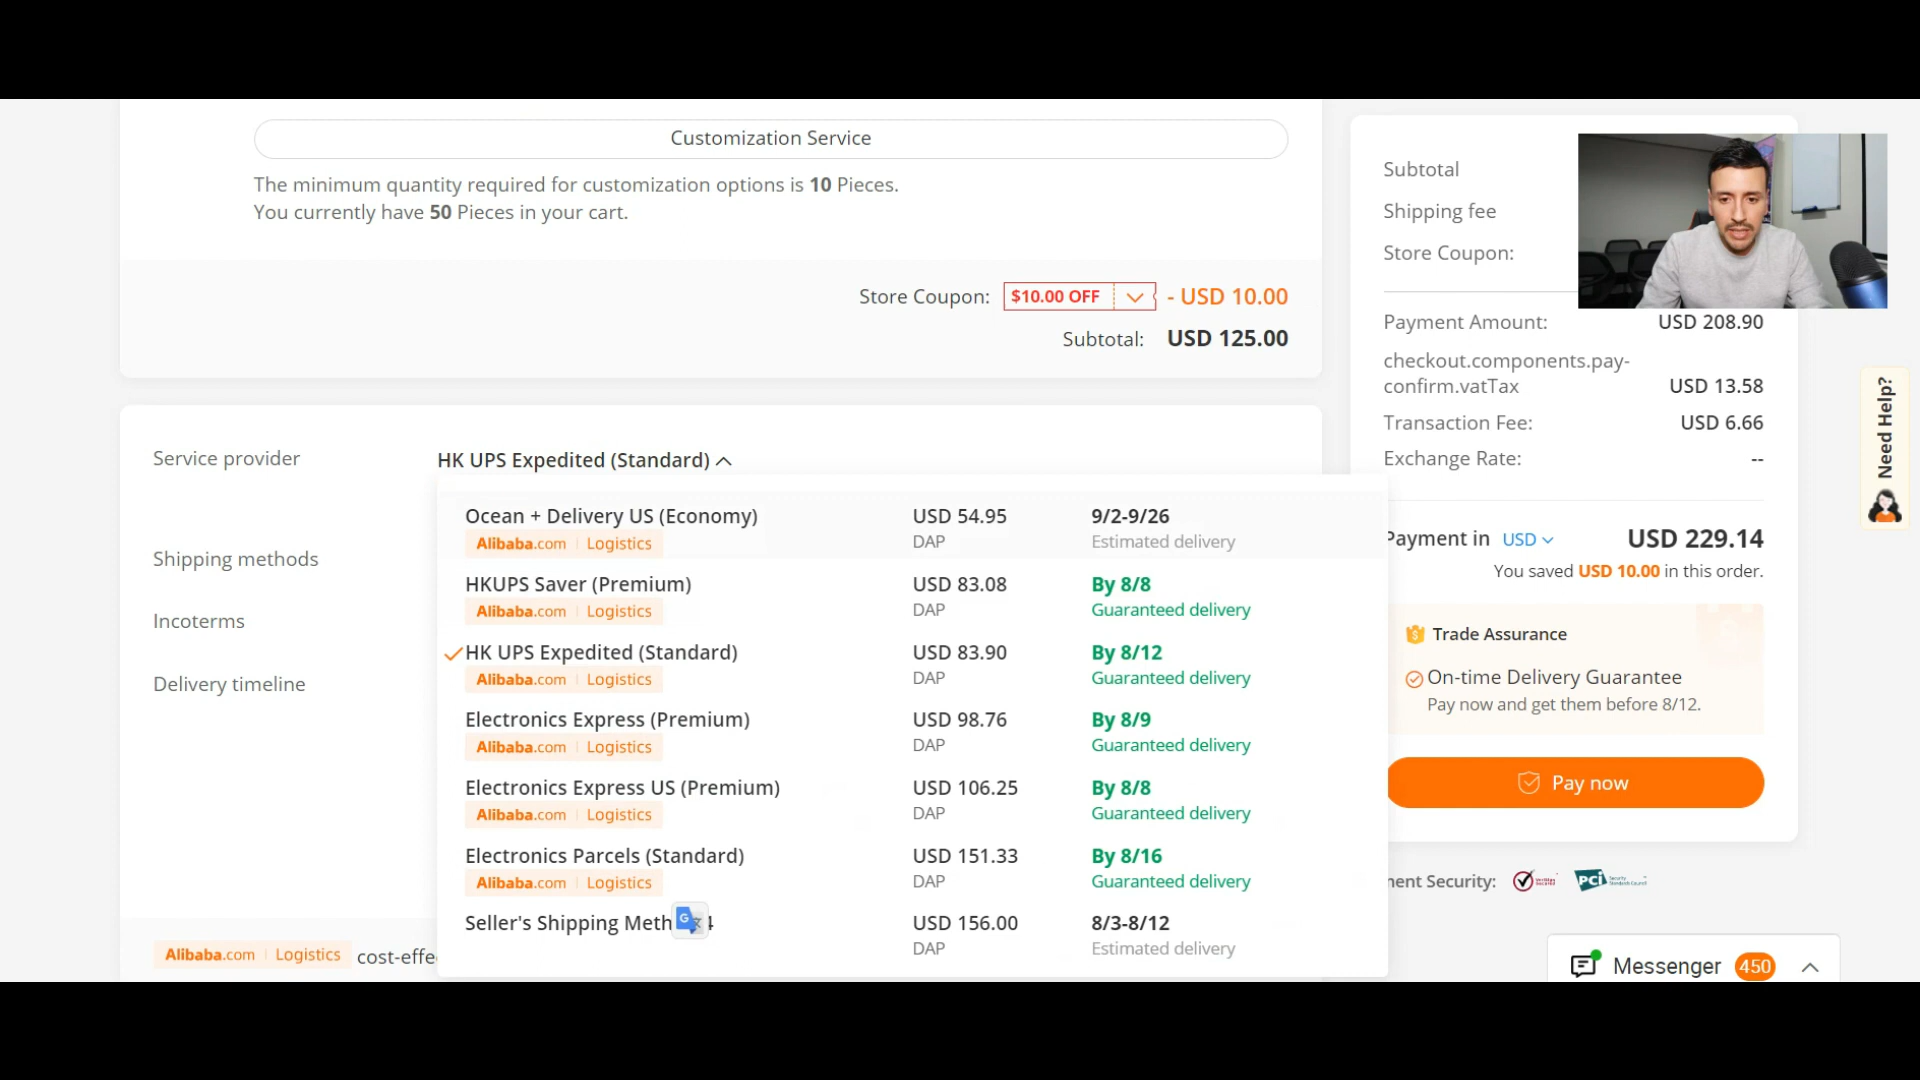 Customization Service
The minimum quantity required for customization options is 10 Pieces.
You currently have 50 Pieces in your cart.
Store Coupon: $10.00 OFF - USD 10.00
Subtotal: USD 125.00
Service provider
HK UPS Expedited (Standard)
Shipping methods
Incoterms
Delivery timeline
Ocean + Delivery US (Economy) USD 54.95 9/2-9/26
Alibaba.com | Logistics DAP Estimated delivery
HKUPS Saver (Premium) USD 83.08 By 8/8
Alibaba.com | Logistics DAP Guaranteed delivery
HK UPS Expedited (Standard) USD 83.90 By 8/12
Alibaba.com | Logistics DAP Guaranteed delivery
Electronics Express (Premium) USD 98.76 By 8/9
Alibaba.com | Logistics DAP Guaranteed delivery
Electronics Express US (Premium) USD 106.25 By 8/8
Alibaba.com | Logistics DAP Guaranteed delivery
Electronics Parcels (Standard) USD 151.33 By 8/16
Alibaba.com | Logistics DAP Guaranteed delivery
Seller's Shipping Meth 4 USD 156.00 8/3-8/12
DAP Estimated delivery
Alibaba.com | Logistics cost-effe
Subtotal
Shipping fee
Store Coupon:
Payment Amount: USD 208.90
checkout.components.pay-
confirm.vatTax USD 13.58
Transaction Fee: USD 6.66
Exchange Rate: --
Payment in USD USD 229.14
You saved USD 10.00 in this order.
Trade Assurance
On-time Delivery Guarantee
Pay now and get them before 8/12.
Pay now
nent Security: PCI
Need Help?
Messenger 450